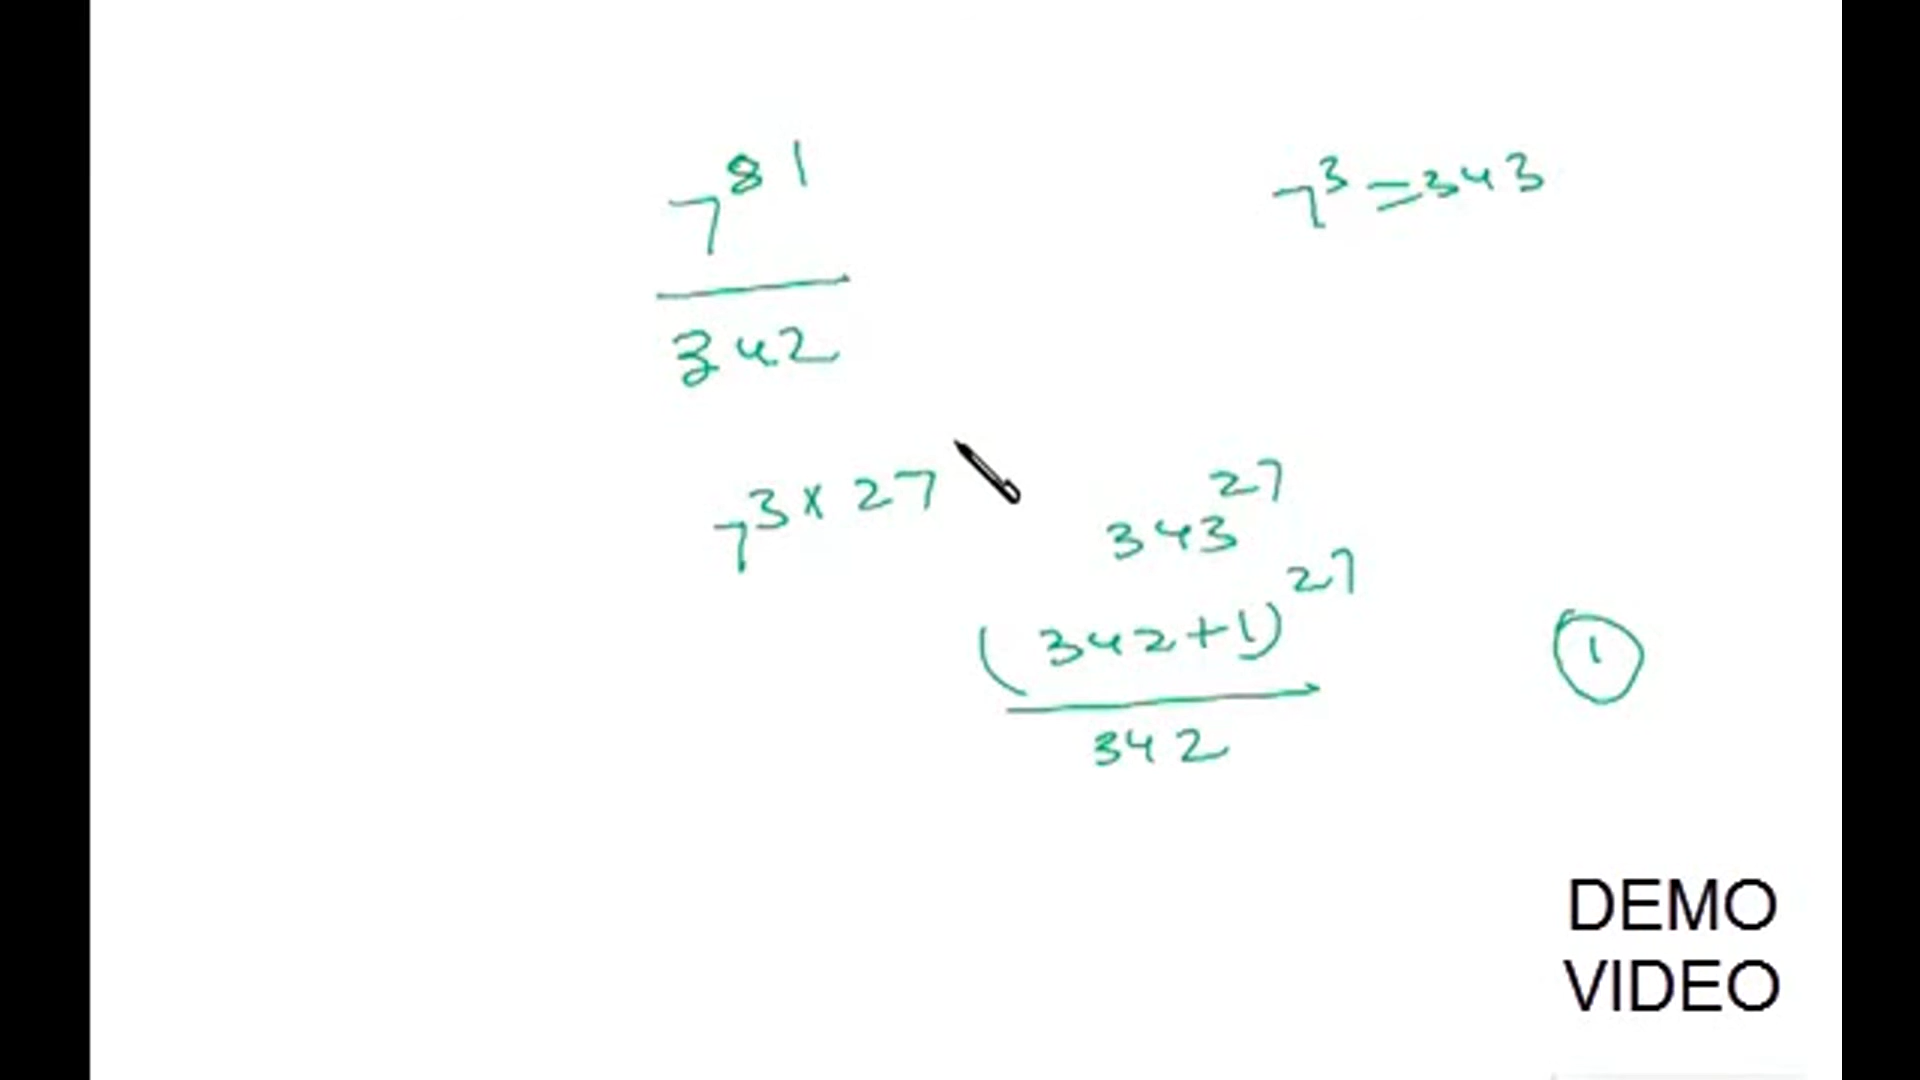 7^81
7^3 = 343
342
7^3 x 27
343^27
(342+1)^27
342
1
DEMO
VIDEO